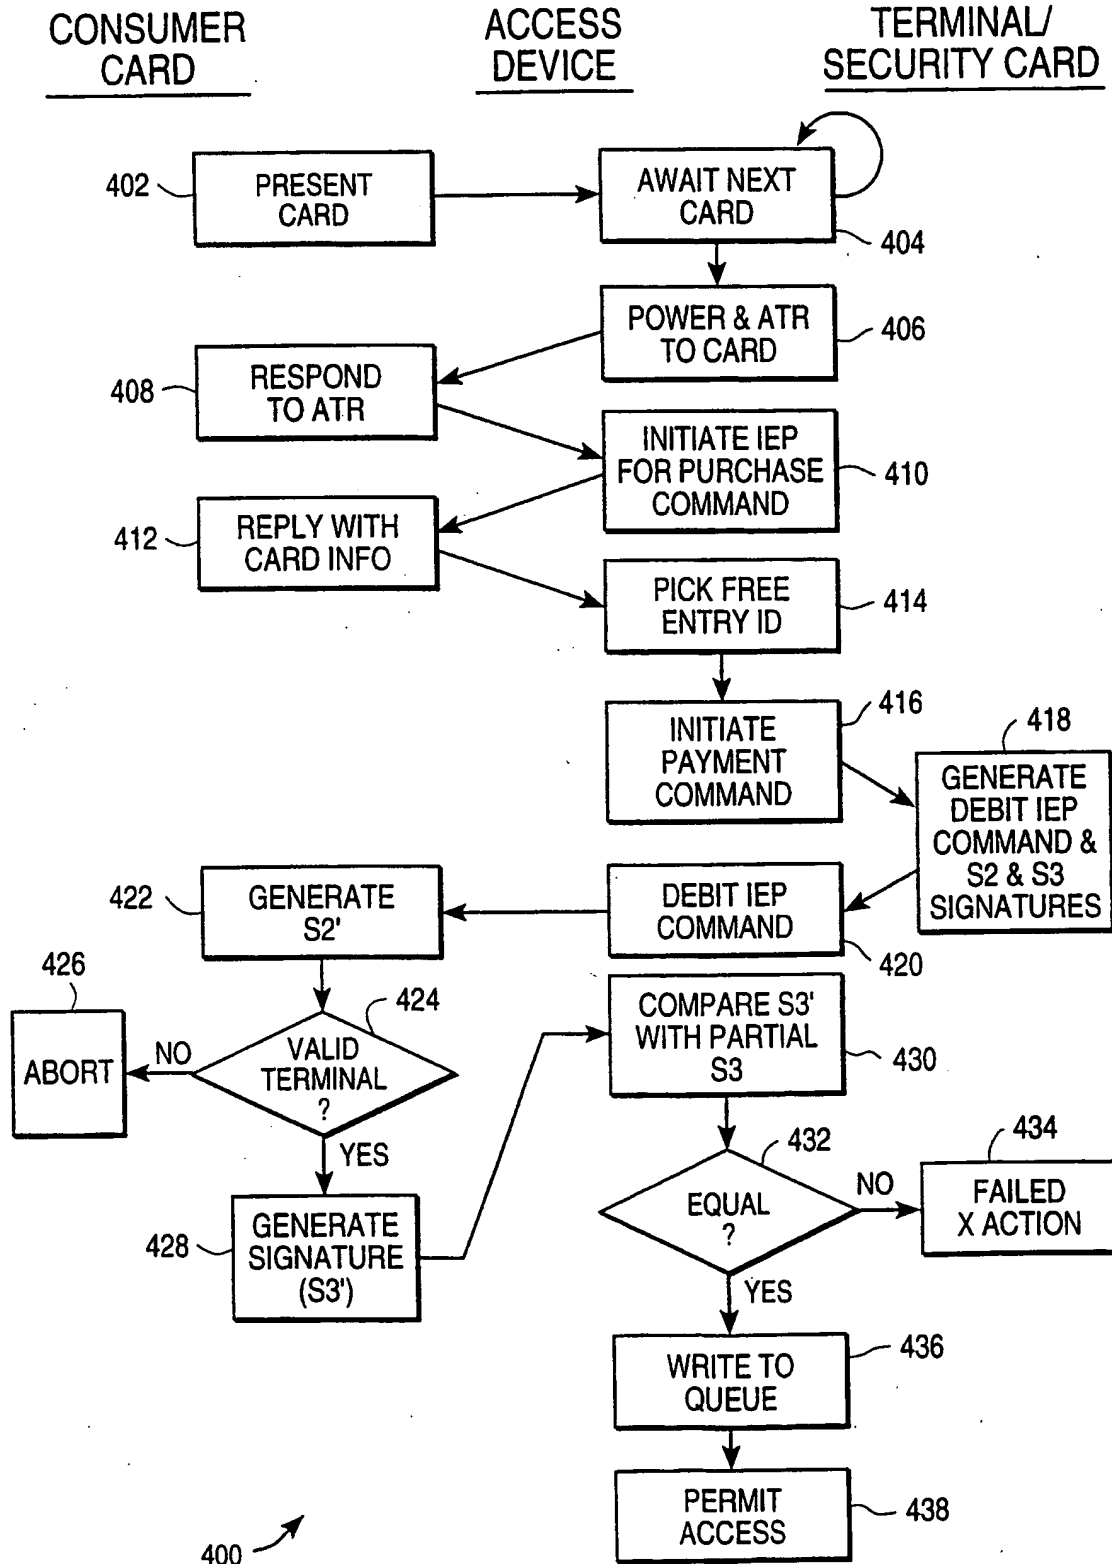 CONSUMER
CARD
ACCESS
DEVICE
TERMINAL/
SECURITY CARD
402
PRESENT
CARD
AWAIT NEXT
CARD
404
POWER & ATR
TO CARD
406
408
RESPOND
TO ATR
INITIATE IEP
FOR PURCHASE
COMMAND
410
412
REPLY WITH
CARD INFO
PICK FREE
ENTRY ID
414
416
INITIATE
PAYMENT
COMMAND
418
GENERATE
DEBIT IEP
COMMAND &
S2 & S3
SIGNATURES
422
GENERATE
S2'
DEBIT IEP
COMMAND
420
426
ABORT
NO
424
VALID
TERMINAL
?
YES
COMPARE S3'
WITH PARTIAL
S3
430
428
GENERATE
SIGNATURE
(S3')
432
EQUAL
?
NO
434
FAILED
X ACTION
YES
WRITE TO
QUEUE
436
PERMIT
ACCESS
438
400